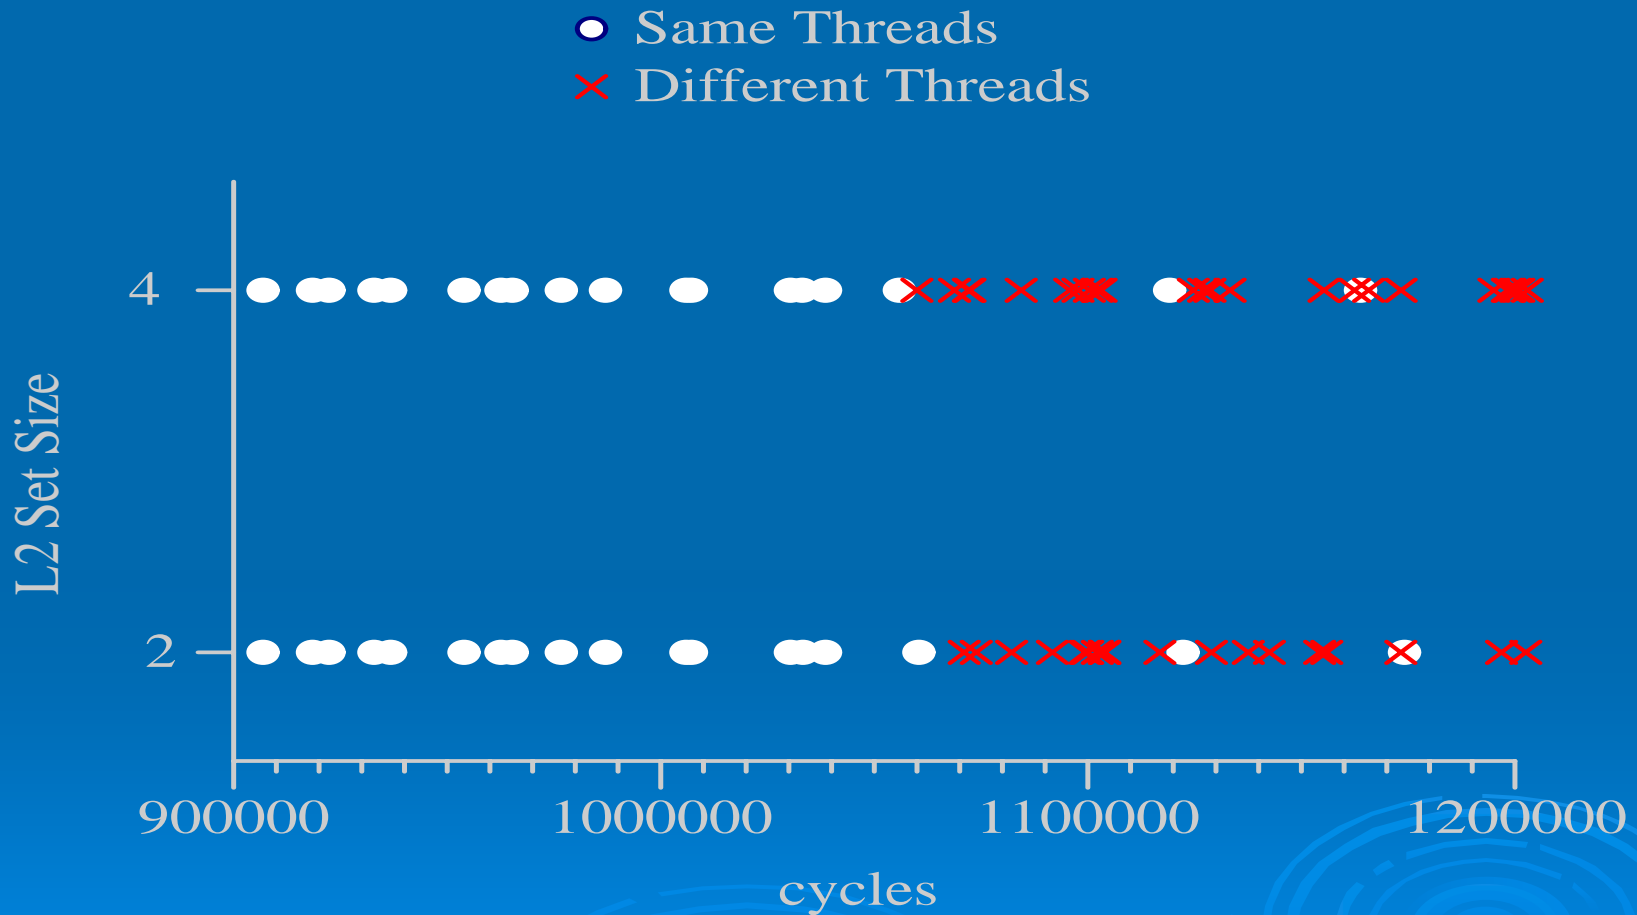 Same Threads
Different Threads
4
L2 Set Size
2
900000 1000000 1100000 1200000
cycles